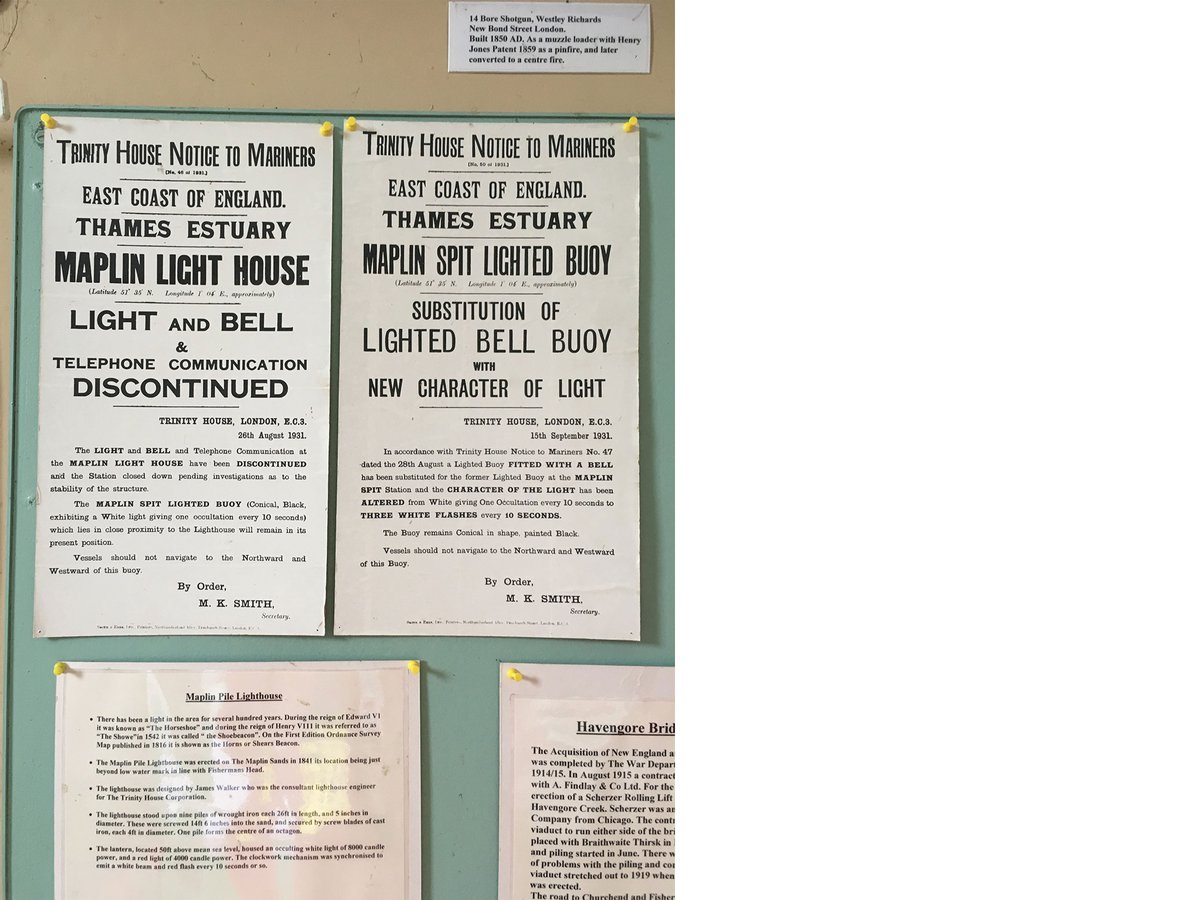 14 Bore Shotgun, Westley Richards
New Bond Street London.
Built 1850 AD. As a muzzle loader with Henry
Jones Patent 1859 as a pinfire, and later
converted to a centre fire.
TRINITY HOUSE NOTICE TO MARINERS
EAST COAST OF ENGLAND.
THAMES ESTUARY
MAPLIN LIGHT HOUSE
(Latitude 51° 35' N. Longitude 1° 04' E., approximately)
LIGHT AND BELL
&
TELEPHONE COMMUNICATION
DISCONTINUED
TRINITY HOUSE, LONDON, E.C.3.
26th August 1931.
The LIGHT and BELL and Telephone Communication at
the MAPLIN LIGHT HOUSE have been DISCONTINUED
and the Station closed down pending investigations as to the
stability of the structure.
The MAPLIN SPIT LIGHTED BUOY (Conical, Black,
exhibiting a White light giving one occultation every 10 seconds)
which lies in close proximity to the Lighthouse will remain in its
present position.
Vessels should not navigate to the Northward and
Westward of this buoy.
By Order,
M. K. SMITH,
Secretary.
TRINITY HOUSE NOTICE TO MARINERS
(No. 50 of 1931.)
EAST COAST OF ENGLAND.
THAMES ESTUARY
MAPLIN SPIT LIGHTED BUOY
(Latitude 51° 35' N. Longitude 1° 04' E., approximately)
SUBSTITUTION OF
LIGHTED BELL BUOY
WITH
NEW CHARACTER OF LIGHT
TRINITY HOUSE, LONDON, E.C.3.
15th September 1931.
In accordance with Trinity House Notice to Mariners No. 47
dated the 28th August a Lighted Buoy FITTED WITH A BELL
has been substituted for the former Lighted Buoy at the MAPLIN
SPIT Station and the CHARACTER OF THE LIGHT has been
ALTERED from White giving One Occultation every 10 seconds to
THREE WHITE FLASHES every 10 SECONDS.
The Buoy remains Conical in shape, painted Black.
Vessels should not navigate to the Northward and Westward
of this Buoy.
By Order,
M. K. SMITH,
Secretary.
Maplin Pile Lighthouse
• There has been a light in the area for several hundred years. During the reign of Edward V1
it was known as "The Horseshoe" and during the reign of Henry V111 it was referred to as
"The Showe"in 1542 it was called " the Shoebeacon". On the First Edition Ordnance Survey
Map published in 1816 it is shown as the Horns or Shears Beacon.
• The Maplin Pile Lighthouse was erected on The Maplin Sands in 1841 its location being just
beyond low water mark in line with Fishermans Head.
• The lighthouse was designed by James Walker who was the consultant lighthouse engineer
for The Trinity House Corporation.
• The lighthouse stood upon nine piles of wrought iron each 26ft in length, and 5 inches in
diameter. These were screwed 14ft 6 inches into the sand, and secured by screw blades of cast
iron, each 4ft in diameter. One pile forms the centre of an octagon.
• The lantern, located 50ft above mean sea level, housed an occulting white light of 8000 candle
power, and a red light of 4000 candle power. The clockwork mechanism was synchronised to
emit a white beam and red flash every 10 seconds or so.
Havengore Brid
The Acquisition of New England a
was completed by The War Depar
1914/15. In August 1915 a contract
with A. Findlay & Co Ltd. For the
erection of a Scherzer Rolling Lift
Havengore Creek. Scherzer was an
Company from Chicago. The contr
viaduct to run either side of the bri
placed with Braithwaite Thirsk in
and piling started in June. There w
of problems with the piling and con
viaduct stretched out to 1919 when
was erected.
The road to Churchend and Fisher